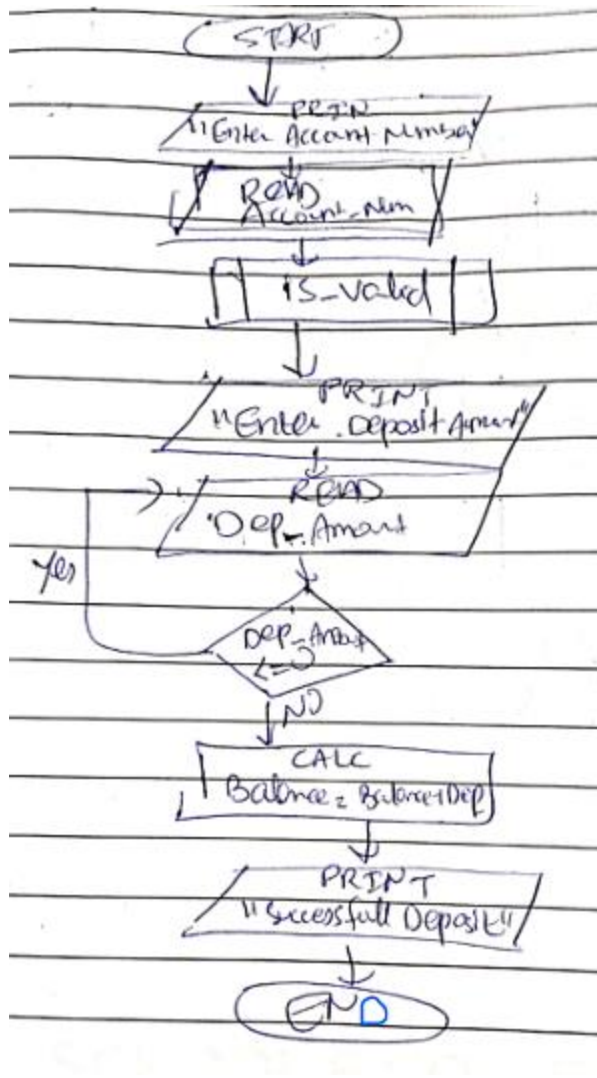 START
PRIN
"Enter Account Number"
READ
Account_Num
is_valid
PRINT
"Enter Deposit Amount"
READ
Dep_Amount
Yes
Dep_Amount
<=0
NO
CALC
Balance = Balance+Dep
PRINT
"Successfull Deposit"
END